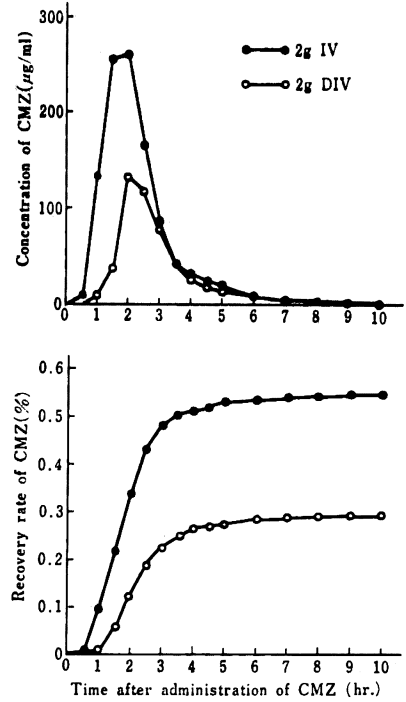 Concentration of CMZ(μg/ml)
300
200
100
0
2g IV
2g DIV
0 1 2 3 4 5 6 7 8 9 10
Recovery rate of CMZ(%)
0.6
0.5
0.4
0.3
0.2
0.1
0
0 1 2 3 4 5 6 7 8 9 10
Time after administration of CMZ (hr.)